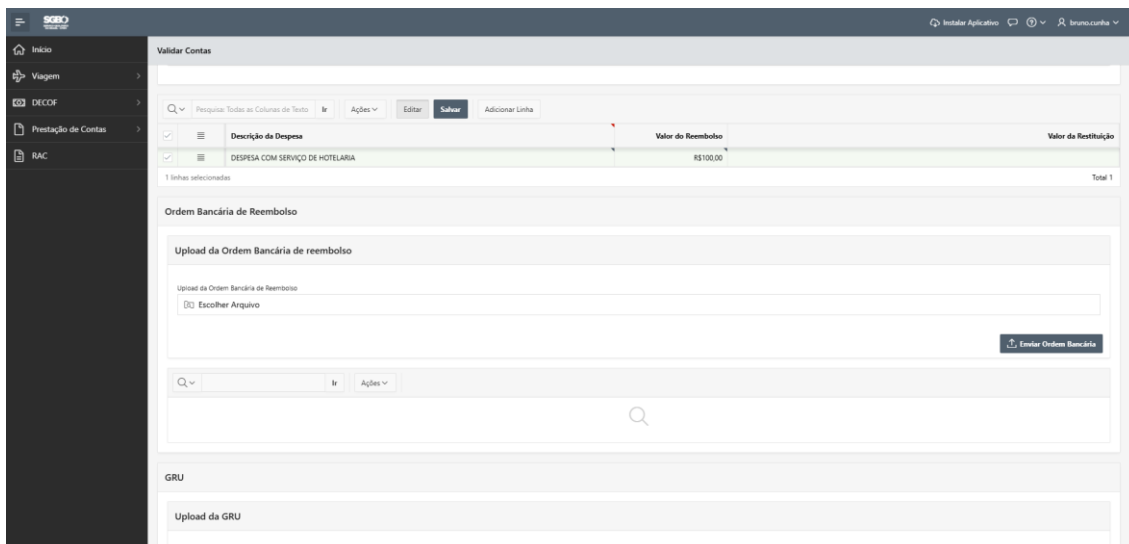 SGBO
Instalar Aplicativo
bruno.cunha
Início
Viagem
DECOF
Prestação de Contas
RAC
Validar Contas
Pesquisa: Todas as Colunas de Texto Ir Ações Editar Salvar Adicionar Linha
Descrição da Despesa Valor do Reembolso Valor da Restituição
DESPESA COM SERVIÇO DE HOTELARIA R$100,00
1 linhas selecionadas Total 1
Ordem Bancária de Reembolso
Upload da Ordem Bancária de reembolso
Upload da Ordem Bancária de Reembolso
Escolher Arquivo
Enviar Ordem Bancária
Ir Ações
GRU
Upload da GRU